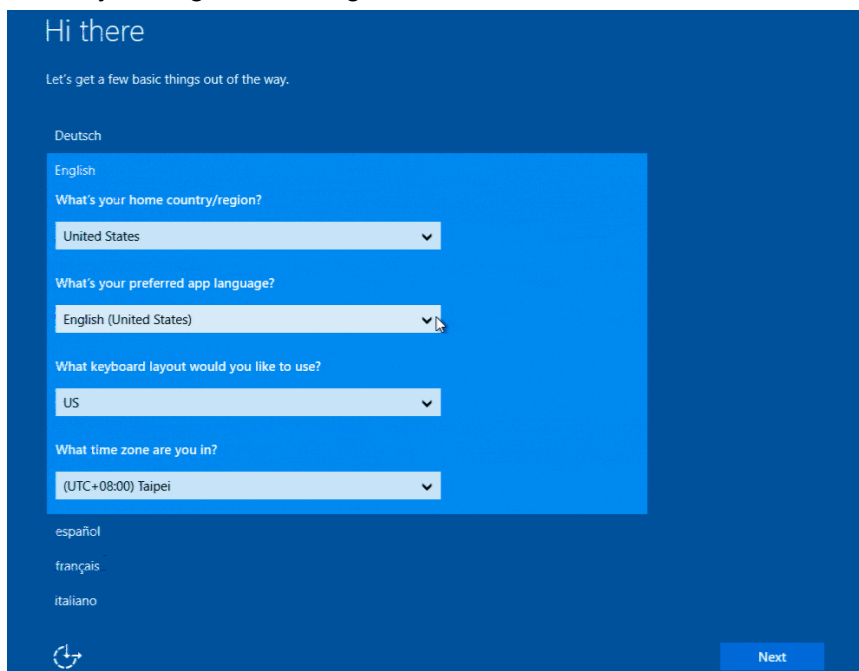 Hi there
Let's get a few basic things out of the way.
Deutsch
English
What's your home country/region?
United States
What's your preferred app language?
English (United States)
What keyboard layout would you like to use?
US
What time zone are you in?
(UTC+08:00) Taipei
español
français
italiano
Next